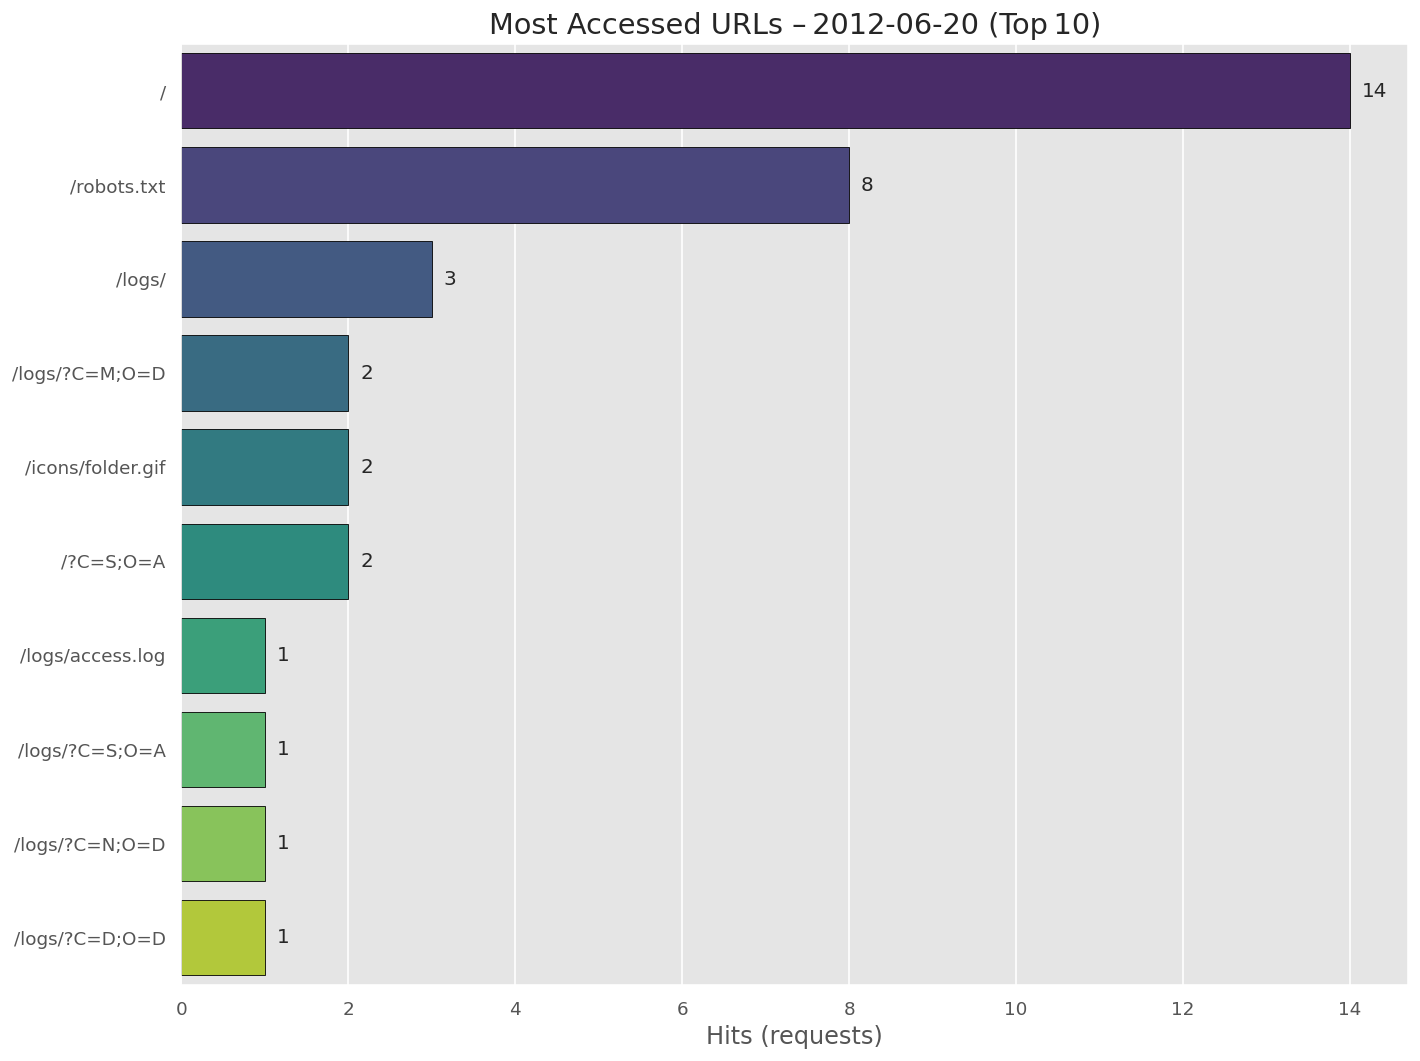 Most Accessed URLs – 2012-06-20 (Top 10)
/ 14
/robots.txt 8
/logs/ 3
/logs/?C=M;O=D 2
/icons/folder.gif 2
/?C=S;O=A 2
/logs/access.log 1
/logs/?C=S;O=A 1
/logs/?C=N;O=D 1
/logs/?C=D;O=D 1
0 2 4 6 8 10 12 14
Hits (requests)